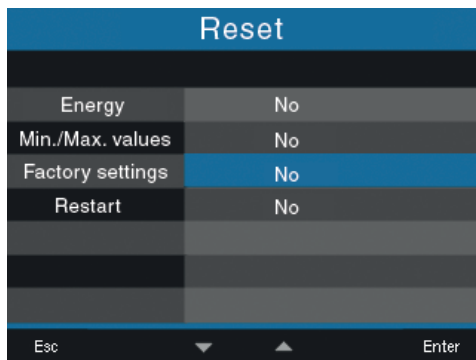 Reset
Energy No
Min./Max. values No
Factory settings No
Restart No
Esc Enter